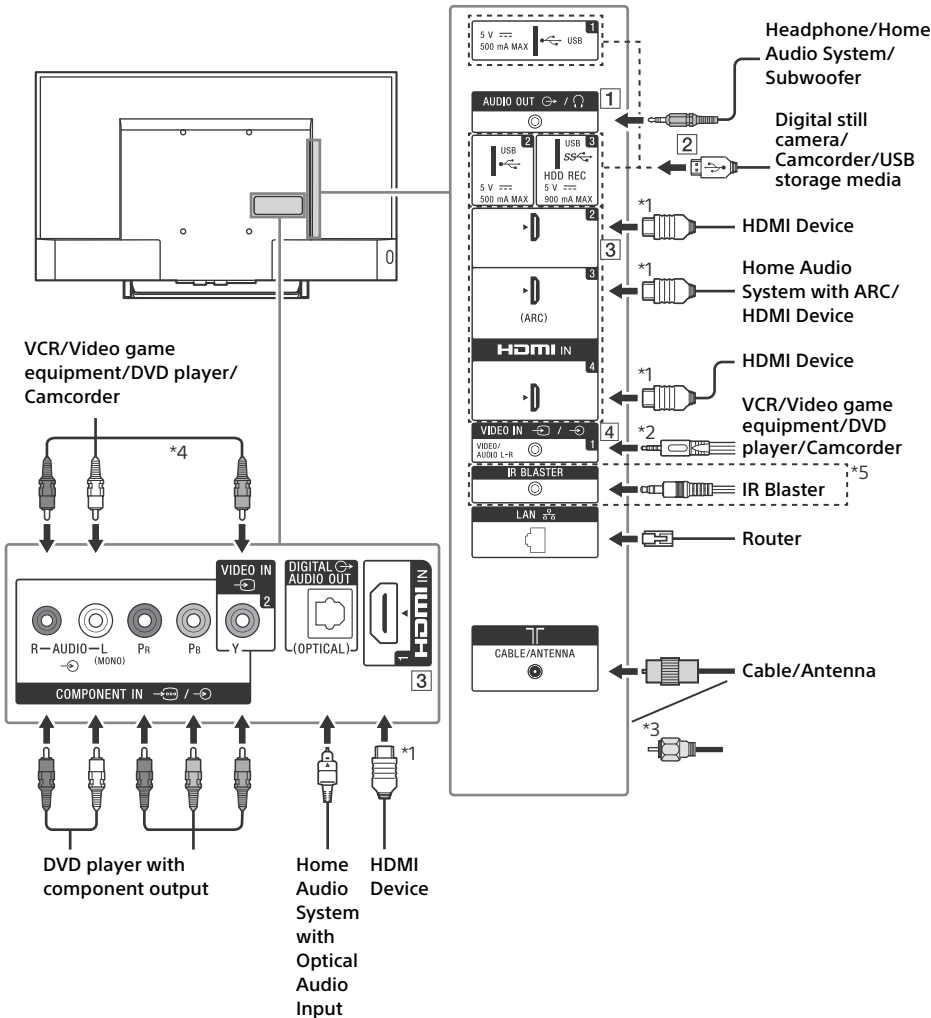 5 V
500 mA MAX
USB
1
Headphone/Home
Audio System/
Subwoofer
AUDIO OUT /
1
2
Digital still
camera/
Camcorder/USB
storage media
2
USB
5 V
500 mA MAX
3
USB
SS
HDD REC
5 V
900 mA MAX
2
*1
HDMI Device
3
3
(ARC)
*1
Home Audio
System with ARC/
HDMI Device
HDMI IN
4
*1
HDMI Device
VIDEO IN /
4
VIDEO/
AUDIO L-R
1
*2
VCR/Video game
equipment/DVD
player/Camcorder
IR BLASTER
IR Blaster
*5
LAN
Router
CABLE/ANTENNA
Cable/Antenna
*3
VCR/Video game
equipment/DVD player/
Camcorder
*4
VIDEO IN
2
DIGITAL
AUDIO OUT
(OPTICAL)
HDMI IN
1
3
R—AUDIO—L
(MONO)
PR
PB
Y
COMPONENT IN /
*1
DVD player with
component output
Home
Audio
System
with
Optical
Audio
Input
HDMI
Device